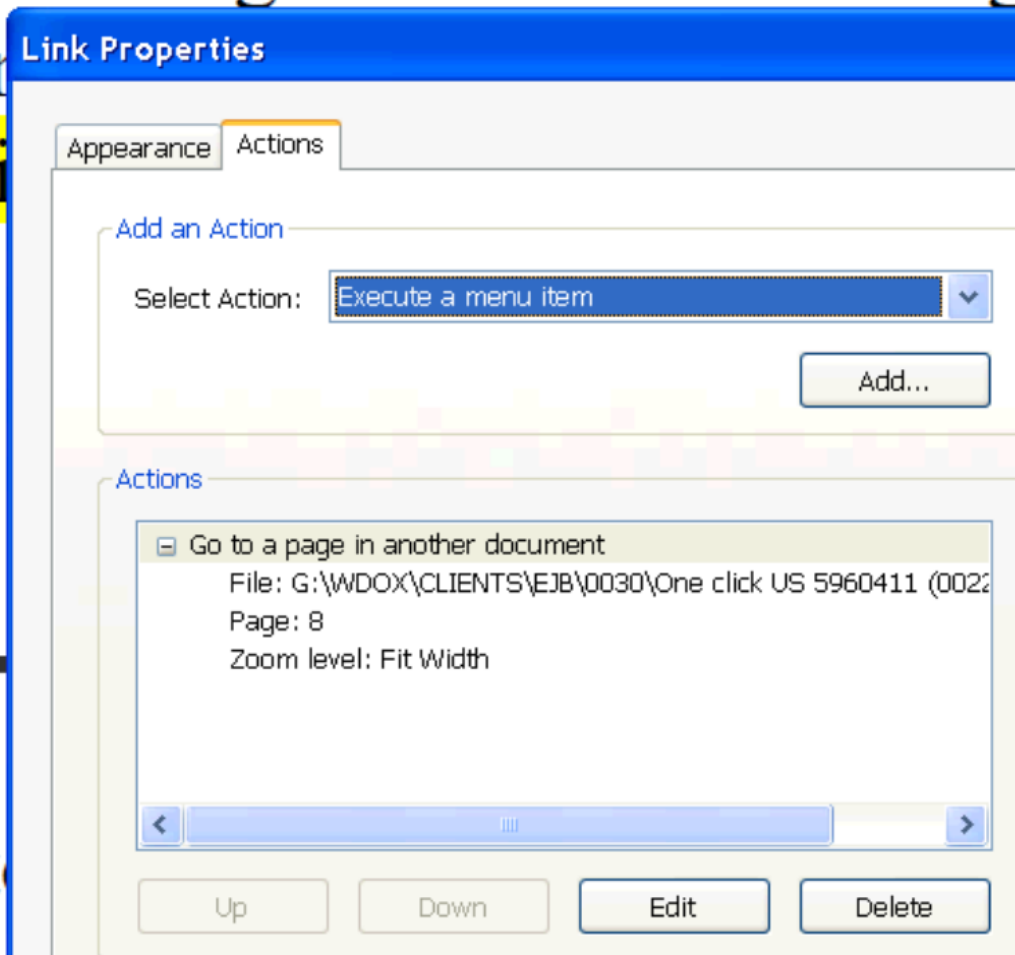 Link Properties
Appearance Actions
Add an Action
Select Action: Execute a menu item
Add...
Actions
Go to a page in another document
File: G:\WDOX\CLIENTS\EJB\0030\One click US 5960411 (0022
Page: 8
Zoom level: Fit Width
Up Down Edit Delete